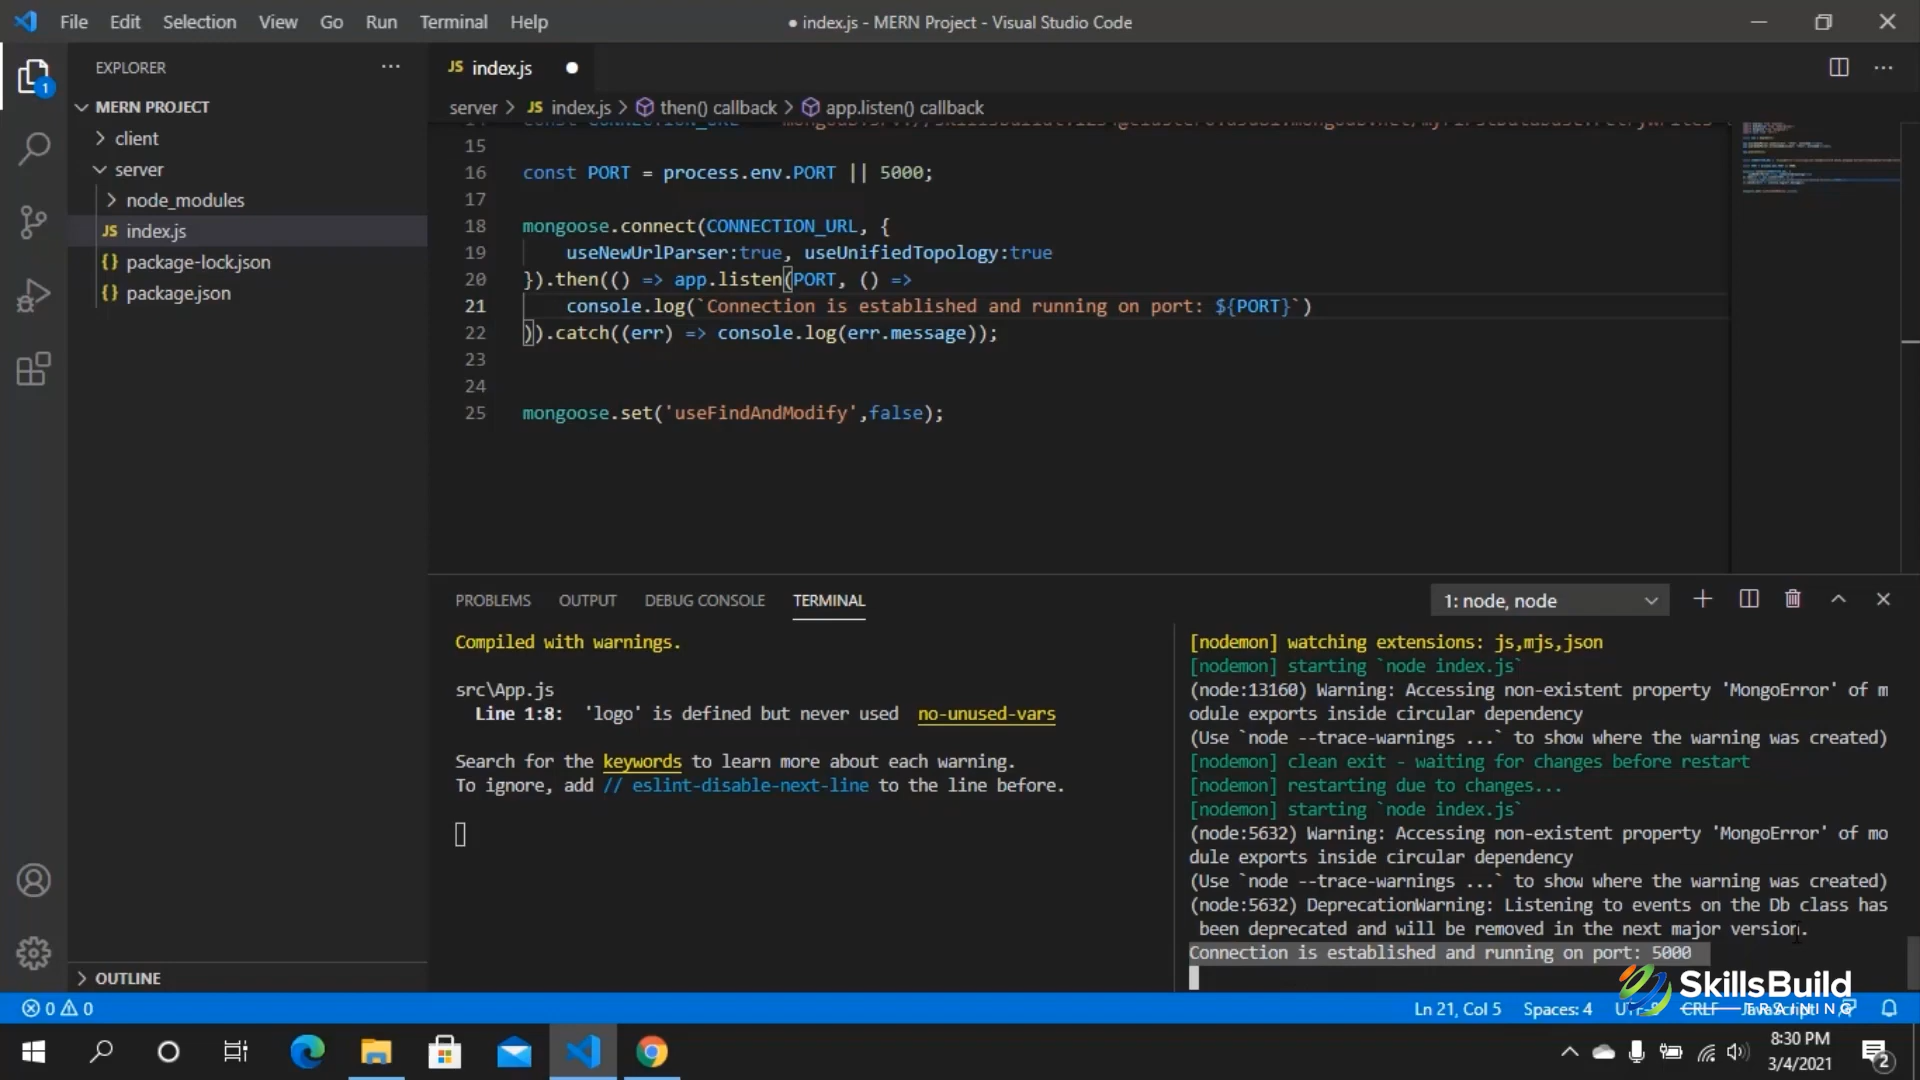 File Edit Selection View Go Run Terminal Help
● index.js - MERN Project - Visual Studio Code
EXPLORER
1
MERN PROJECT
client
server
node_modules
JS index.js
{} package-lock.json
{} package.json
OUTLINE
JS index.js
server > JS index.js > then() callback > app.listen() callback
15
16 const PORT = process.env.PORT || 5000;
17
18 mongoose.connect(CONNECTION_URL, {
19 useNewUrlParser:true, useUnifiedTopology:true
20 }).then(() => app.listen(PORT, () =>
21 console.log(`Connection is established and running on port: ${PORT}`)
22 )).catch((err) => console.log(err.message));
23
24
25 mongoose.set('useFindAndModify',false);
PROBLEMS OUTPUT DEBUG CONSOLE TERMINAL
1: node, node
Compiled with warnings.
src\App.js
Line 1:8: 'logo' is defined but never used no-unused-vars
Search for the keywords to learn more about each warning.
To ignore, add // eslint-disable-next-line to the line before.
[nodemon] watching extensions: js,mjs,json
[nodemon] starting `node index.js`
(node:13160) Warning: Accessing non-existent property 'MongoError' of m
odule exports inside circular dependency
(Use `node --trace-warnings ...` to show where the warning was created)
[nodemon] clean exit - waiting for changes before restart
[nodemon] restarting due to changes...
[nodemon] starting `node index.js`
(node:5632) Warning: Accessing non-existent property 'MongoError' of mo
dule exports inside circular dependency
(Use `node --trace-warnings ...` to show where the warning was created)
(node:5632) DeprecationWarning: Listening to events on the Db class has
been deprecated and will be removed in the next major version.
Connection is established and running on port: 5000
SkillsBuild
TRAINING
0 0
Ln 21, Col 5 Spaces: 4 UTF-8 CRLF JavaScript
8:30 PM
3/4/2021
2